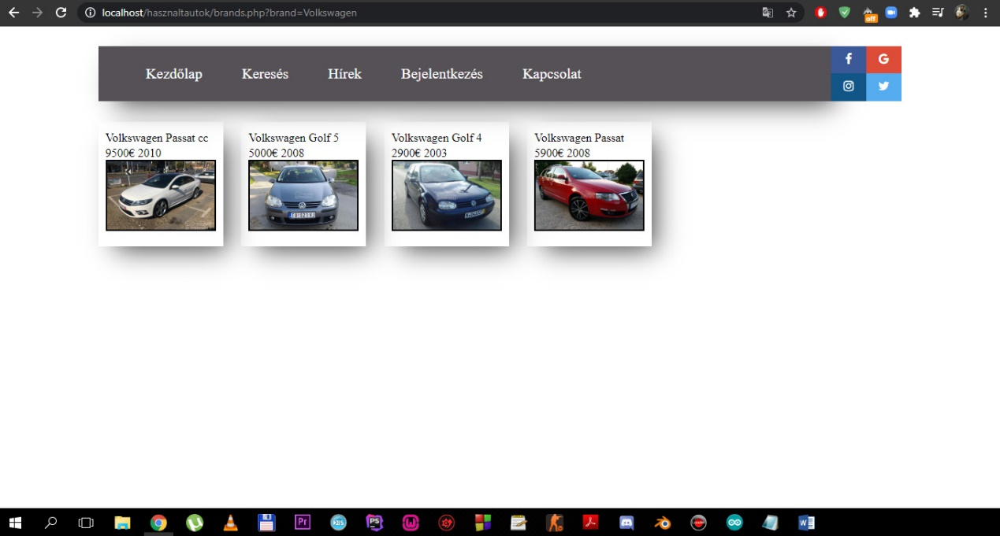 localhost/hasznaltautok/brands.php?brand=Volkswagen
off
Kezdőlap Keresés Hírek Bejelentkezés Kapcsolat
Volkswagen Passat cc
9500€ 2010
Volkswagen Golf 5
5000€ 2008
Volkswagen Golf 4
2900€ 2003
Volkswagen Passat
5900€ 2008